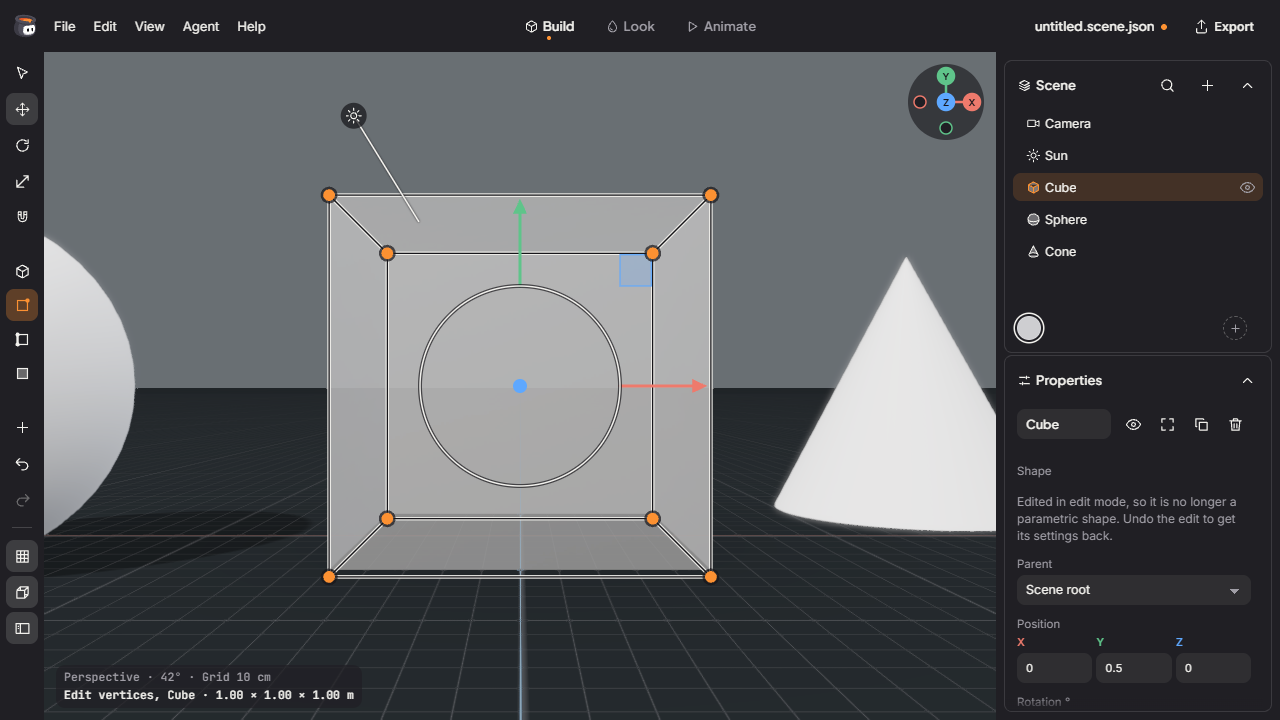 File Edit View Agent Help
Build Look Animate
untitled.scene.json Export
Y
Z X
Scene
Camera
Sun
Cube
Sphere
Cone
Properties
Cube
Shape
Edited in edit mode, so it is no longer a
parametric shape. Undo the edit to get
its settings back.
Parent
Scene root
Position
X Y Z
0 0.5 0
Rotation °
Perspective · 42° · Grid 10 cm
Edit vertices, Cube · 1.00 × 1.00 × 1.00 m